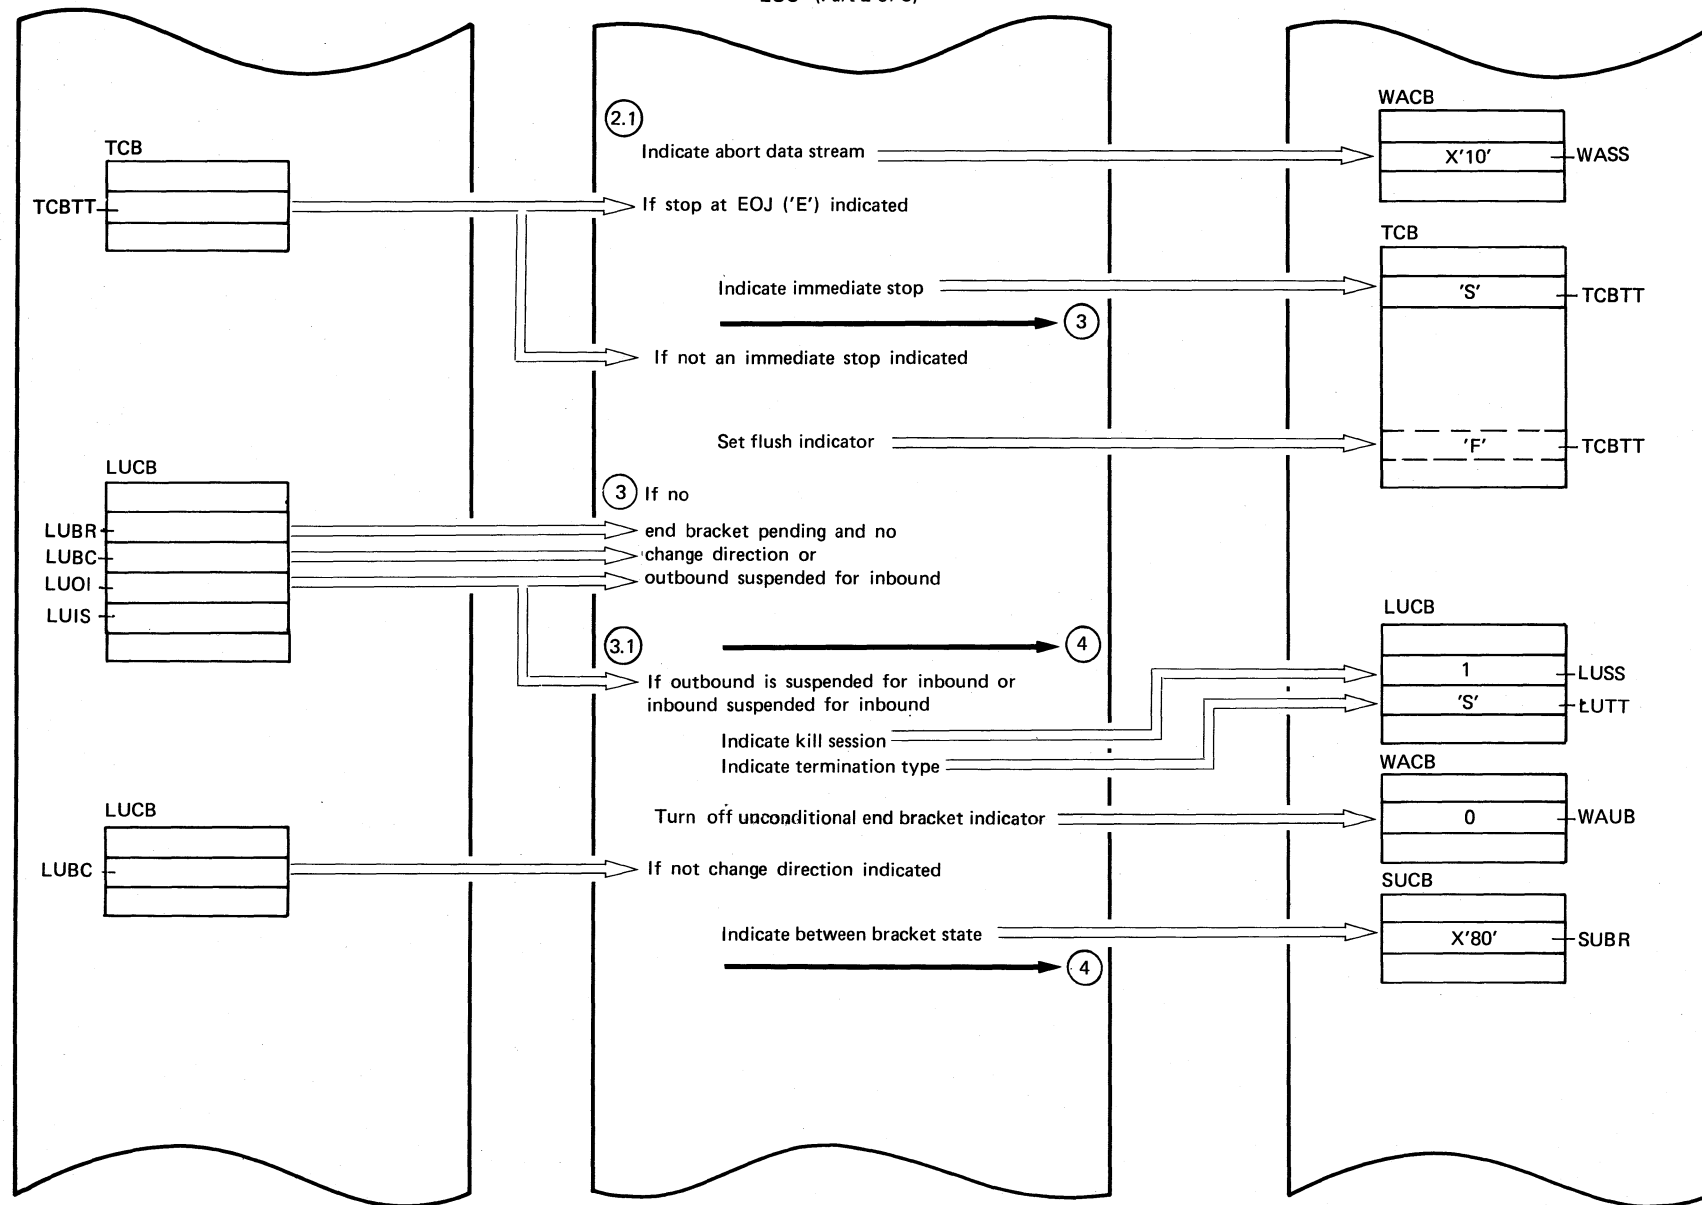 TCB
TCBTT
LUCB
LUBR
LUBC
LUOI
LUIS
LUCB
LUBC
2.1
Indicate abort data stream
If stop at EOJ ('E') indicated
Indicate immediate stop
3
If not an immediate stop indicated
Set flush indicator
3 If no
end bracket pending and no
change direction or
outbound suspended for inbound
3.1
4
If outbound is suspended for inbound or
inbound suspended for inbound
Indicate kill session
Indicate termination type
Turn off unconditional end bracket indicator
If not change direction indicated
Indicate between bracket state
4
WACB
X'10' WASS
TCB
'S' TCBTT
'F' TCBTT
LUCB
1 LUSS
'S' LUTT
WACB
0 WAUB
SUCB
X'80' SUBR